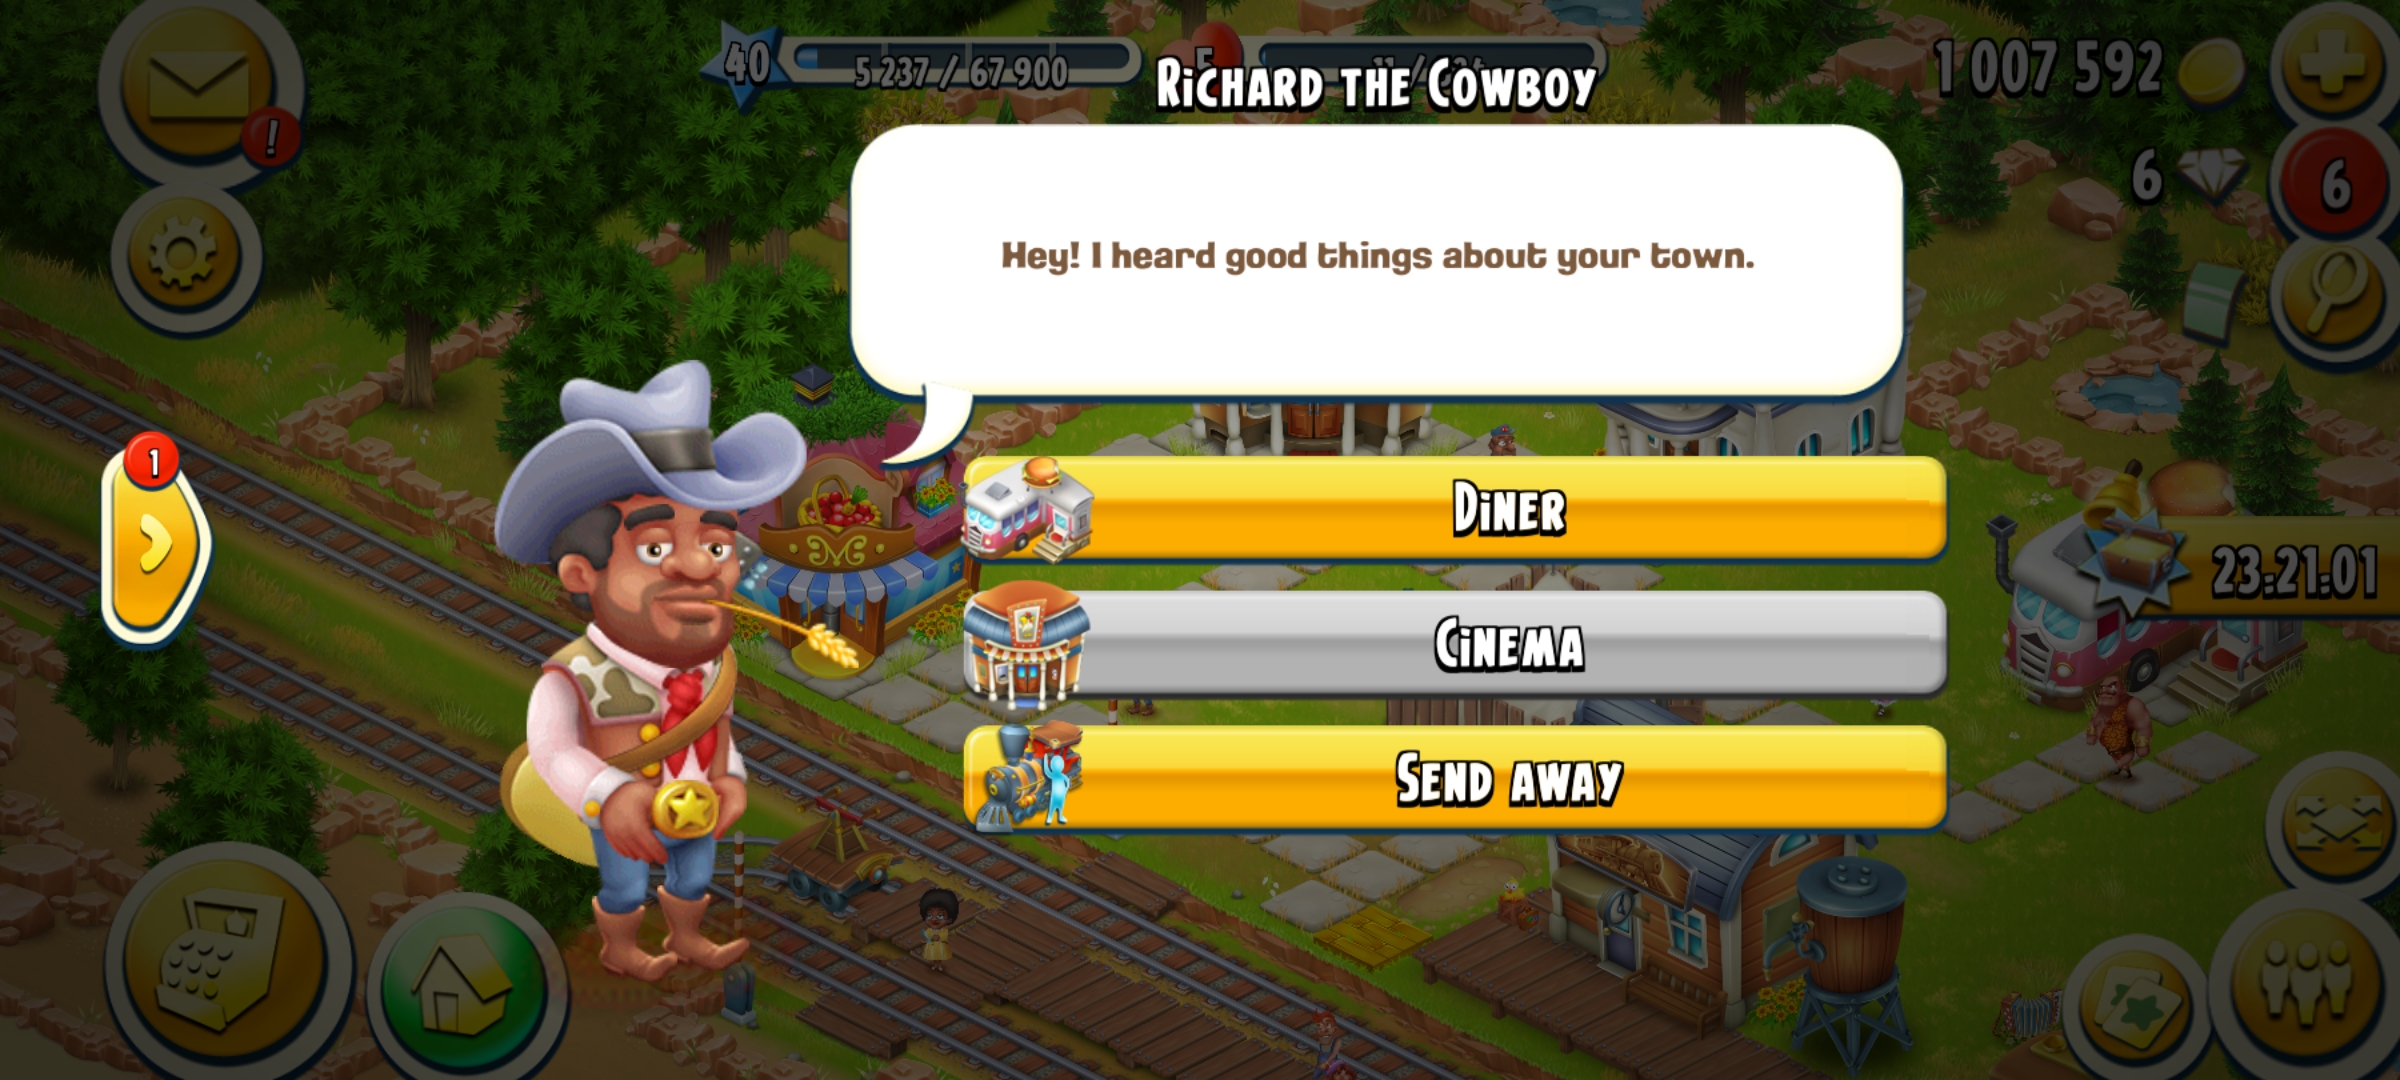 40
5 237 / 67 900
5
1 007 592
RICHARD THE COWBOY
!
6
6
Hey! I heard good things about your town.
1
DINER
23:21:01
CINEMA
SEND AWAY